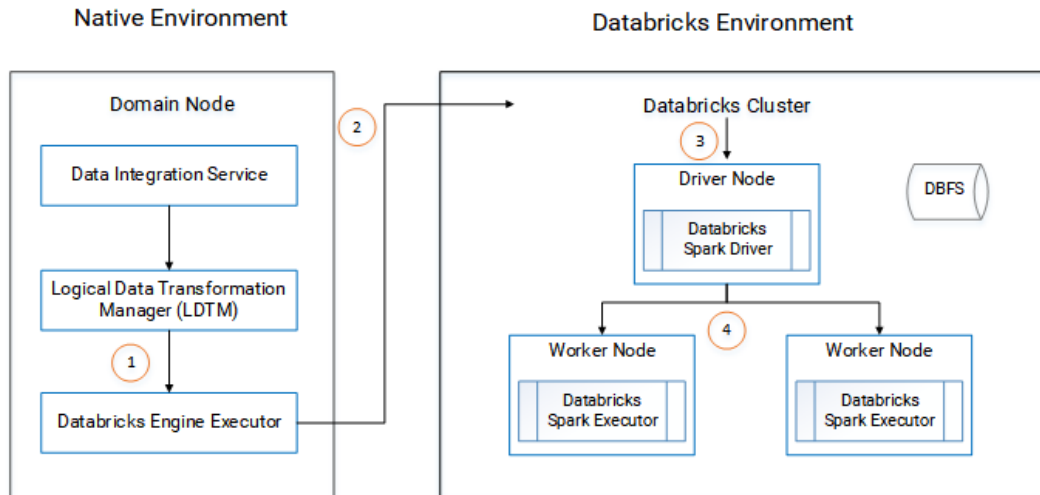 Native Environment
Databricks Environment
Domain Node
Data Integration Service
Logical Data Transformation
Manager (LDTM)
1
Databricks Engine Executor
2
Databricks Cluster
3
Driver Node
Databricks
Spark Driver
DBFS
4
Worker Node
Databricks
Spark Executor
Worker Node
Databricks
Spark Executor